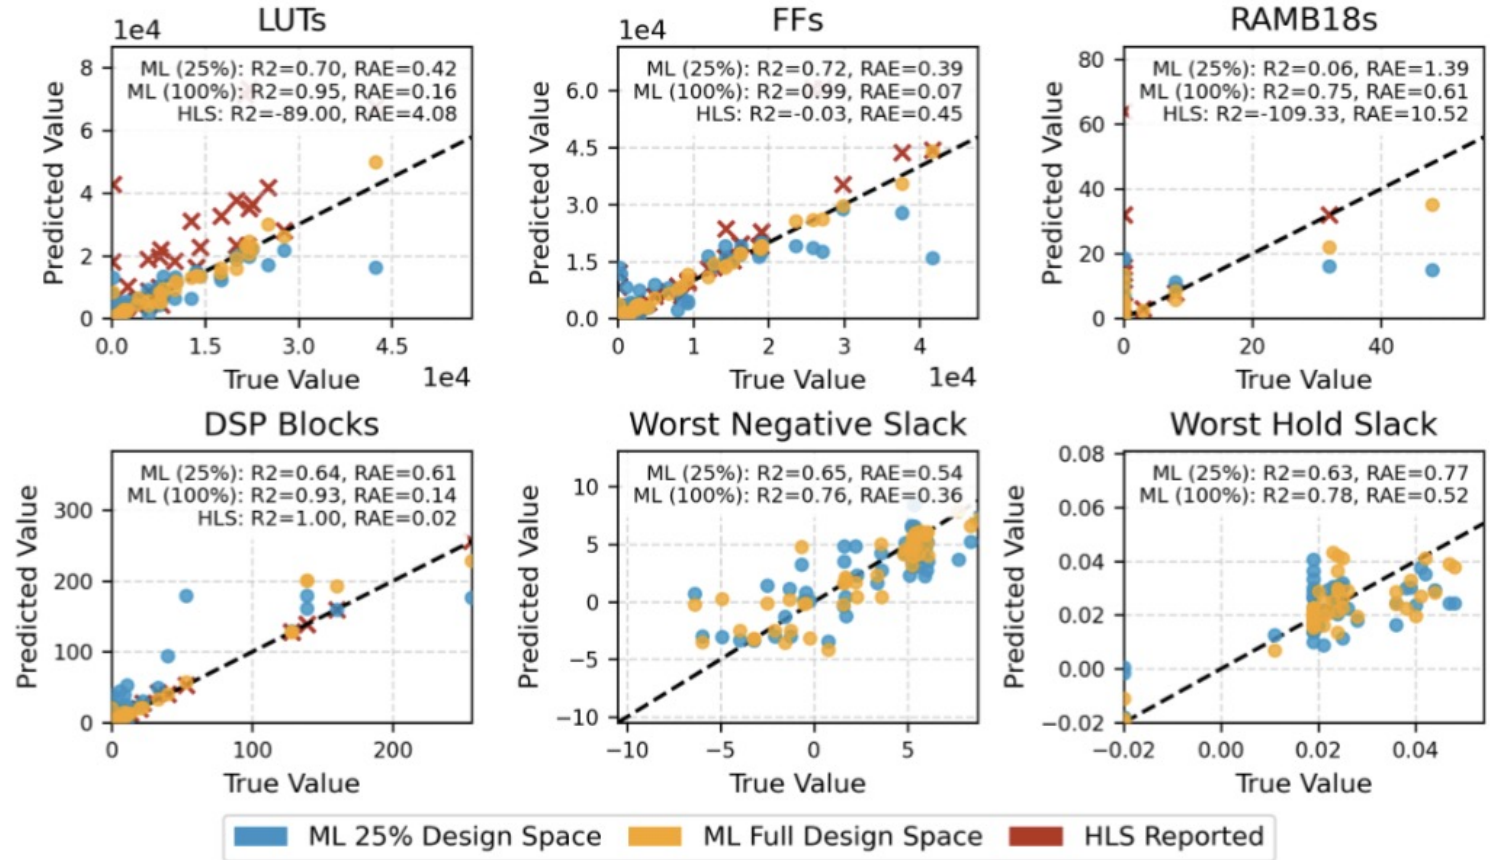 LUTs
1e4
ML (25%): R2=0.70, RAE=0.42
ML (100%): R2=0.95, RAE=0.16
HLS: R2=-89.00, RAE=4.08
Predicted Value
8
6
4
2
0
0.0 1.5 3.0 4.5
True Value 1e4
FFs
1e4
ML (25%): R2=0.72, RAE=0.39
ML (100%): R2=0.99, RAE=0.07
HLS: R2=-0.03, RAE=0.45
Predicted Value
6.0
4.5
3.0
1.5
0.0
0 1 2 3 4
True Value 1e4
RAMB18s
ML (25%): R2=0.06, RAE=1.39
ML (100%): R2=0.75, RAE=0.61
HLS: R2=-109.33, RAE=10.52
Predicted Value
80
60
40
20
0
0 20 40
True Value
DSP Blocks
ML (25%): R2=0.64, RAE=0.61
ML (100%): R2=0.93, RAE=0.14
HLS: R2=1.00, RAE=0.02
Predicted Value
300
200
100
0
0 100 200
True Value
Worst Negative Slack
ML (25%): R2=0.65, RAE=0.54
ML (100%): R2=0.76, RAE=0.36
Predicted Value
10
5
0
−5
−10
−10 −5 0 5
True Value
Worst Hold Slack
ML (25%): R2=0.63, RAE=0.77
ML (100%): R2=0.78, RAE=0.52
Predicted Value
0.08
0.06
0.04
0.02
0.00
−0.02
−0.02 0.00 0.02 0.04
True Value
ML 25% Design Space ML Full Design Space HLS Reported